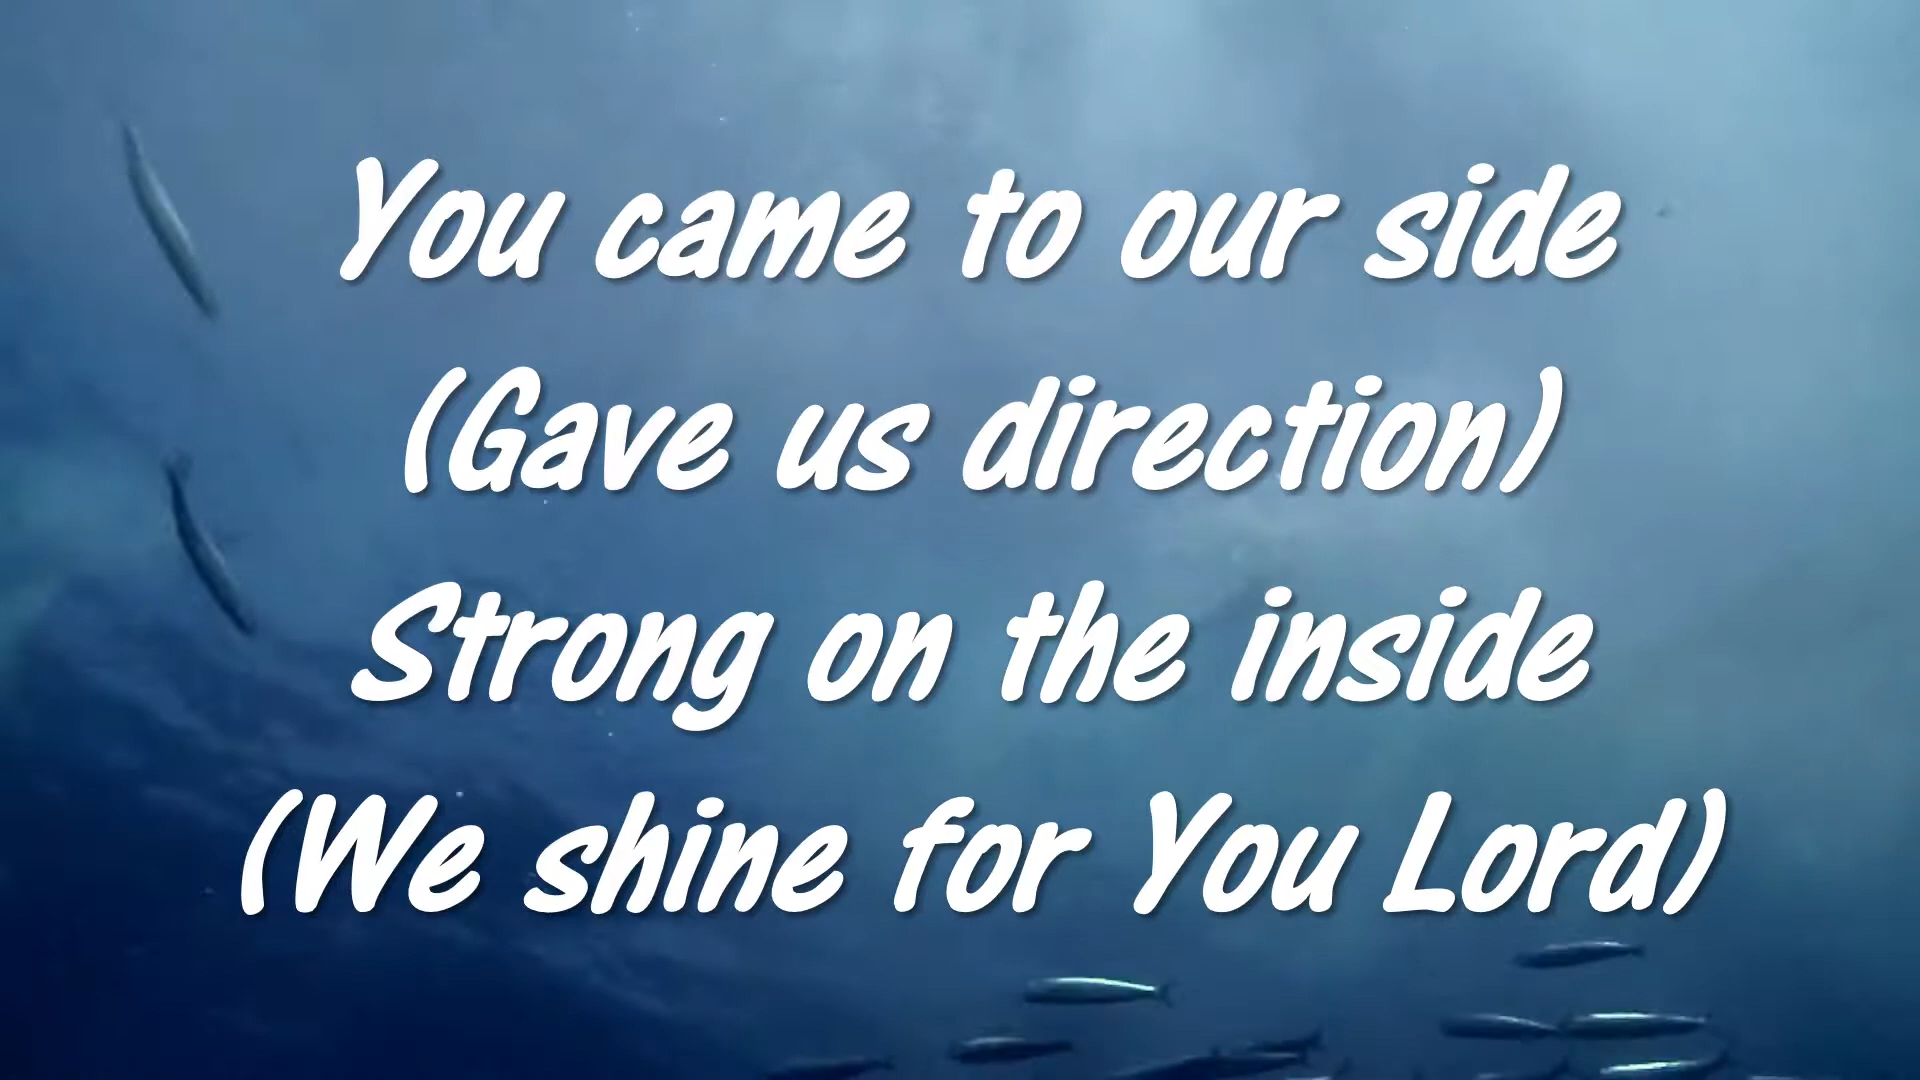 You came to our side
(Gave us direction)
Strong on the inside
(We shine for You Lord)